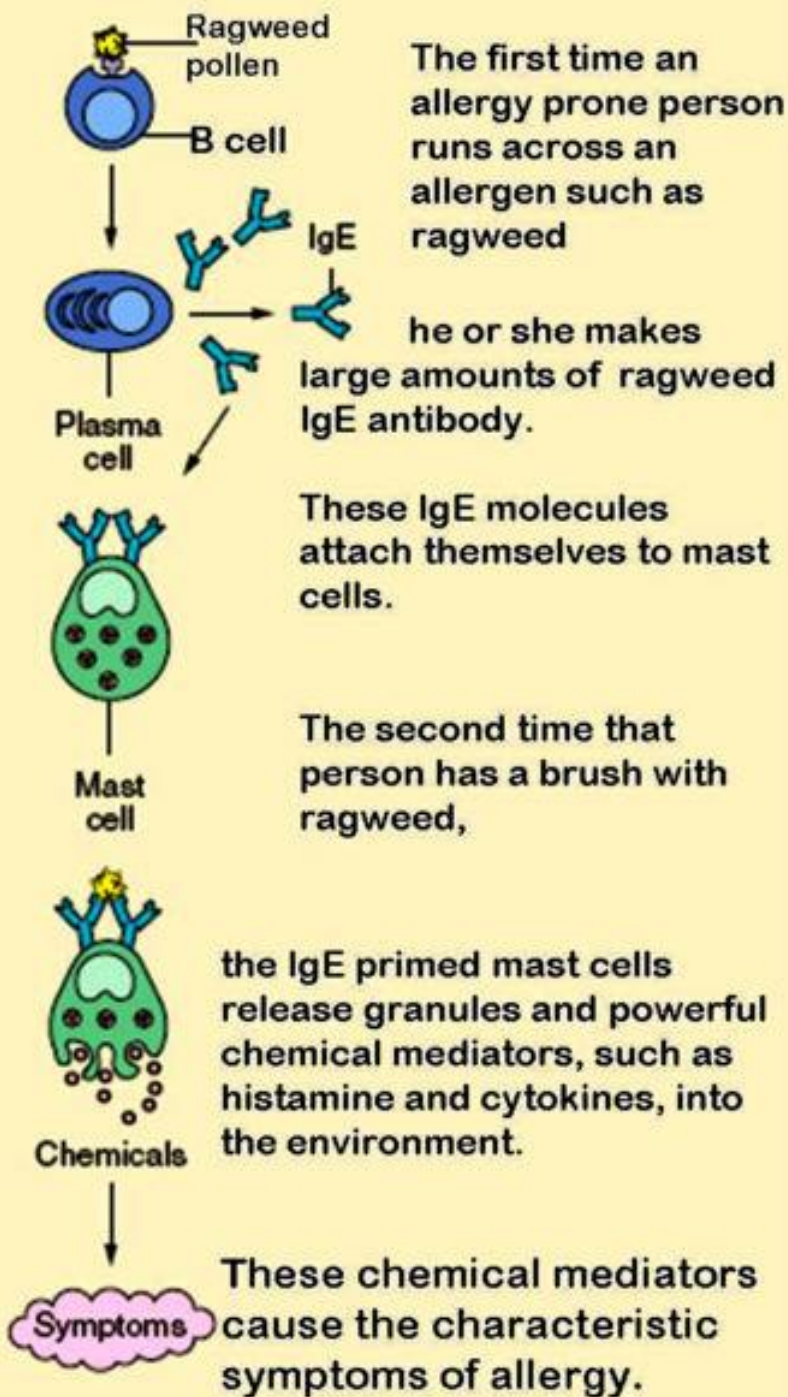 Ragweed
pollen
B cell
The first time an
allergy prone person
runs across an
allergen such as
ragweed
IgE
he or she makes
large amounts of ragweed
IgE antibody.
Plasma
cell
These IgE molecules
attach themselves to mast
cells.
Mast
cell
The second time that
person has a brush with
ragweed,
the IgE primed mast cells
release granules and powerful
chemical mediators, such as
histamine and cytokines, into
the environment.
Chemicals
Symptoms
These chemical mediators
cause the characteristic
symptoms of allergy.